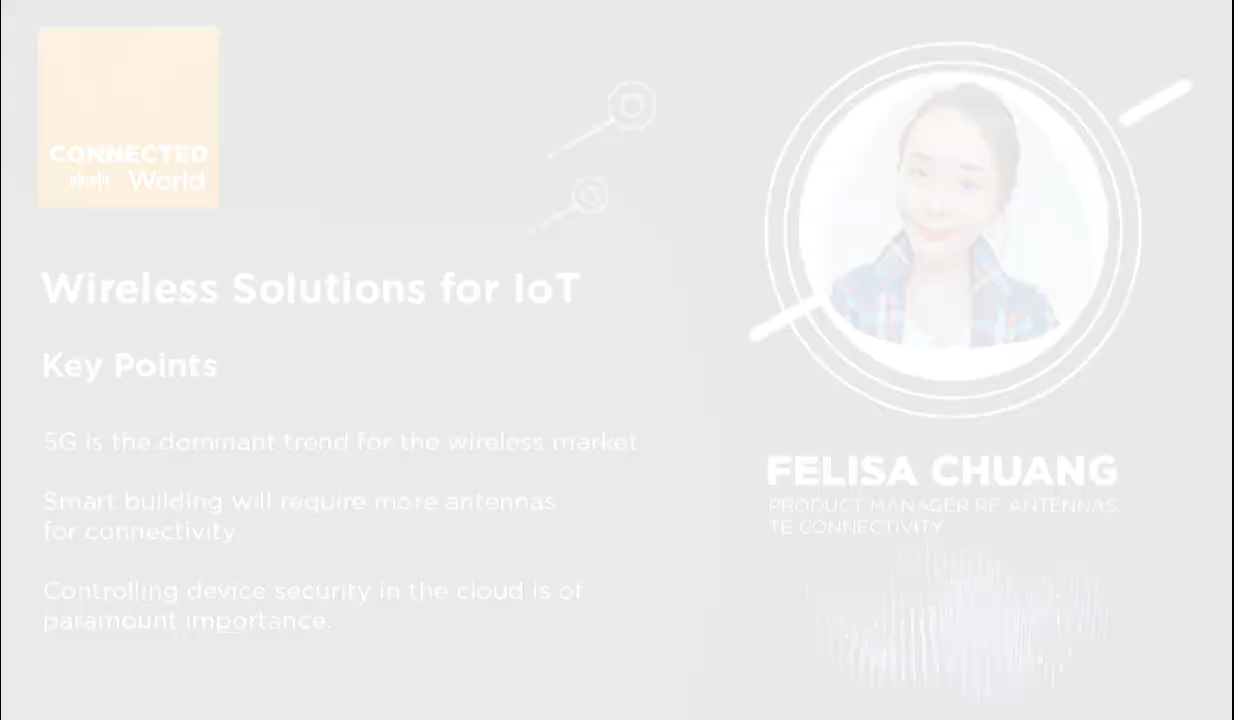 CONNECTED
World
Wireless Solutions for IoT
Key Points
5G is the dominant trend for the wireless market.
Smart building will require more antennas
for connectivity.
Controlling device security in the cloud is of
paramount importance.
FELISA CHUANG
PRODUCT MANAGER RF ANTENNAS,
TE CONNECTIVITY